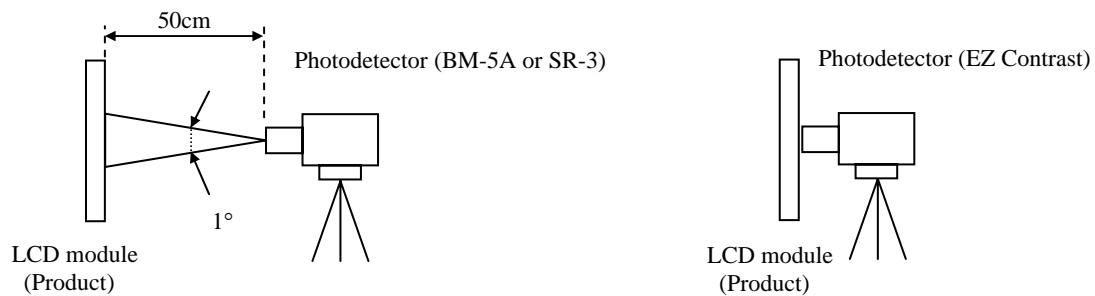 50cm
Photodetector (BM-5A or SR-3)
1°
LCD module
(Product)
Photodetector (EZ Contrast)
LCD module
(Product)